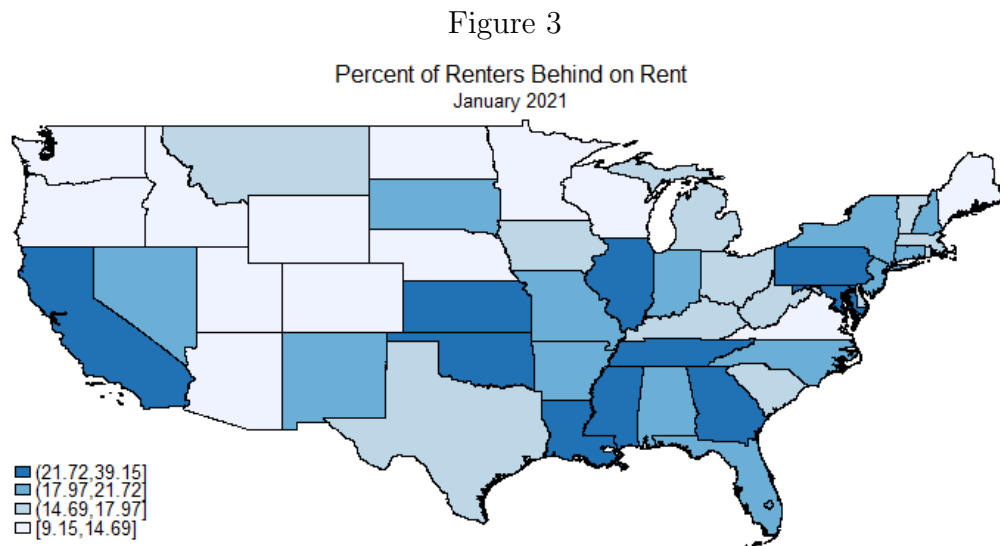 Figure 3
Percent of Renters Behind on Rent
January 2021
(21.72,39.15]
(17.97,21.72]
(14.69,17.97]
[9.15,14.69]